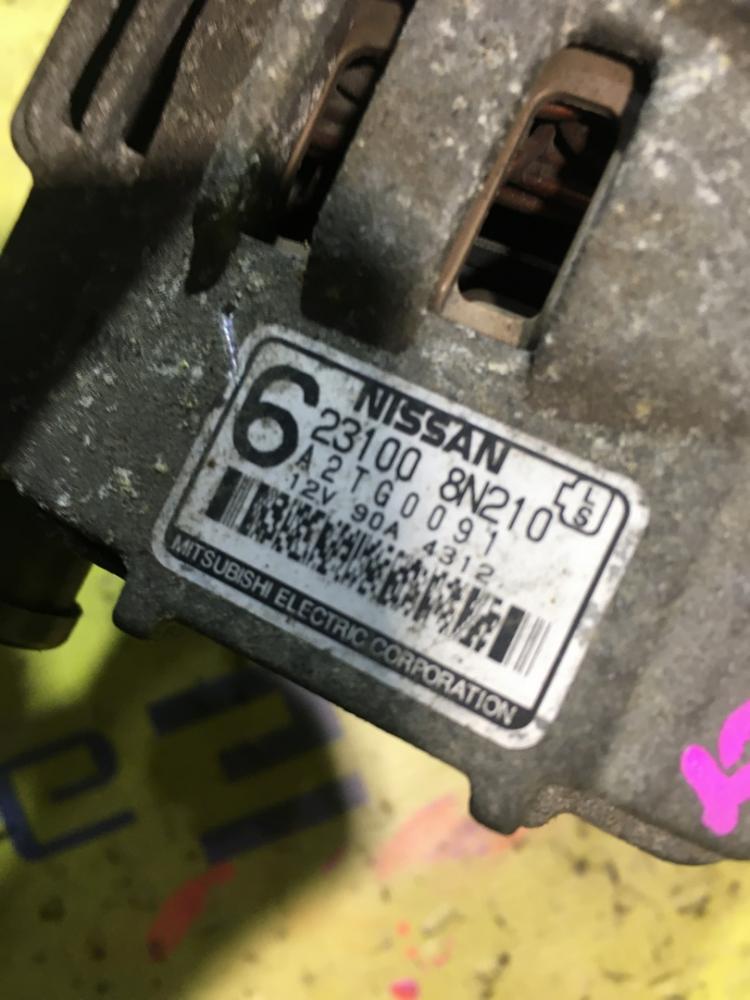 NISSAN
6
23100 8N210
LS
A2TG0091
12V 90A 4312
MITSUBISHI ELECTRIC CORPORATION